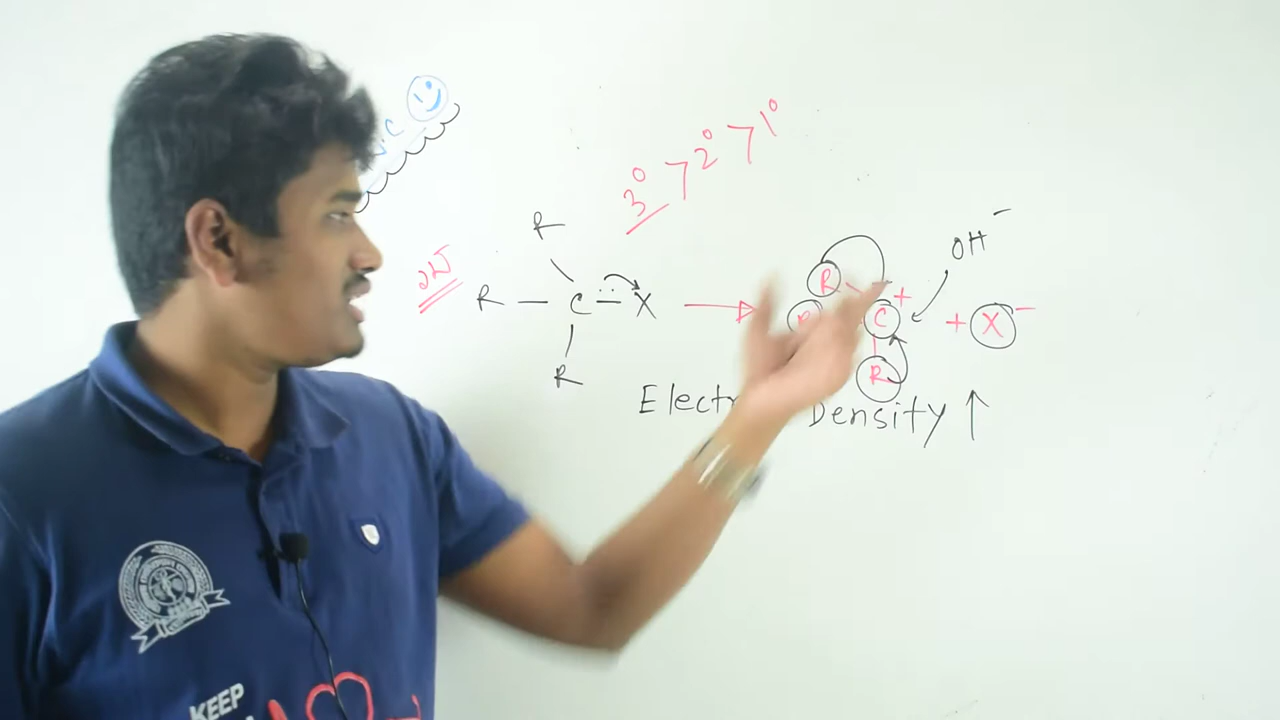 3° > 2° > 1°
R
R — C — X
R
R
C +
R
OH −
+ X −
Density ↑
KEEP